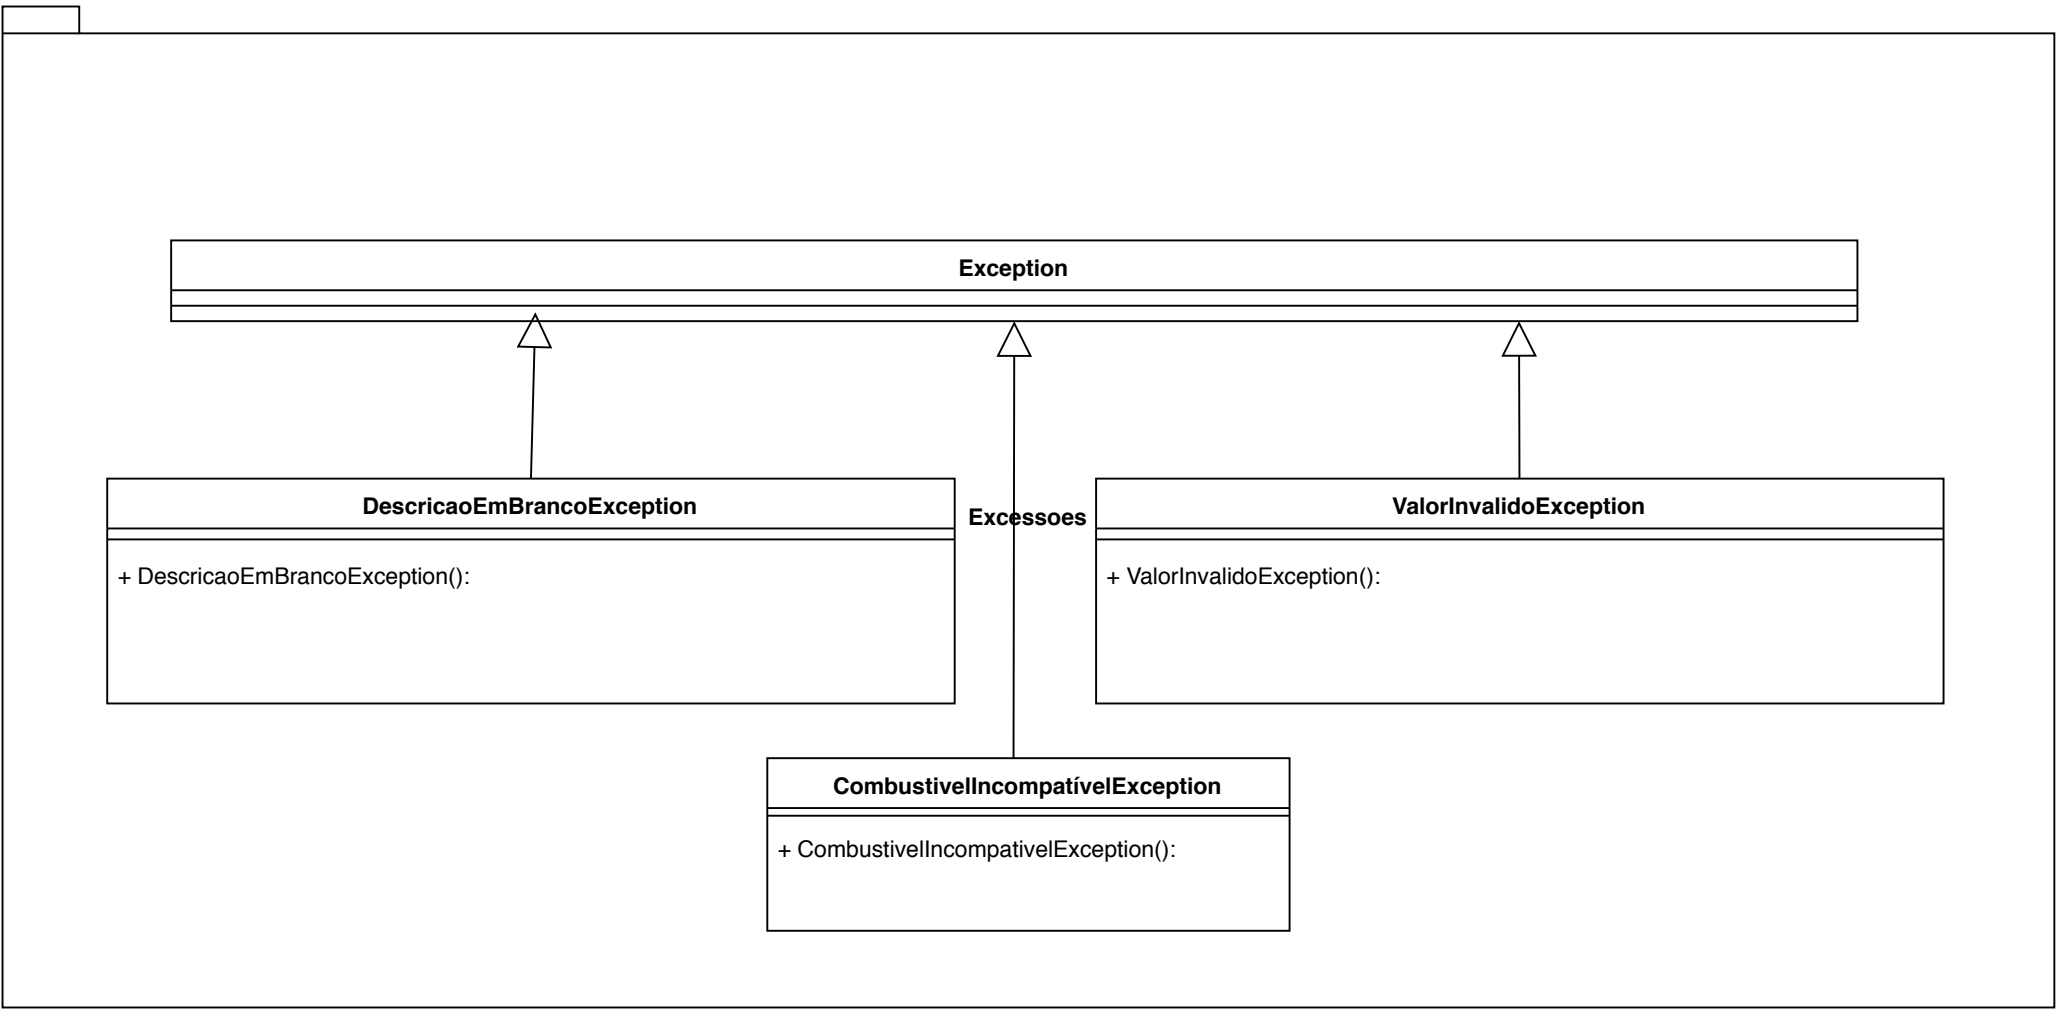 Exception
DescricaoEmBrancoException
+ DescricaoEmBrancoException():
Excessoes
ValorInvalidoException
+ ValorInvalidoException():
CombustivelIncompatívelException
+ CombustivelIncompativelException():